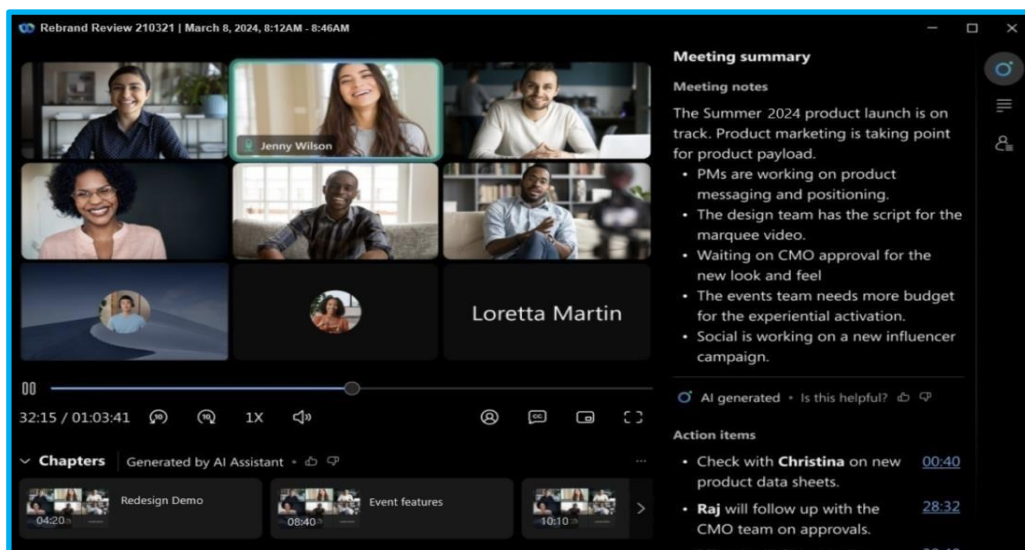 Rebrand Review 210321 | March 8, 2024, 8:12AM - 8:46AM
Jenny Wilson
Loretta Martin
32:15 / 01:03:41
10
10
1X
CC
Chapters
Generated by AI Assistant •
04:20
Redesign Demo
08:40
Event features
10:10
Meeting summary
Meeting notes
The Summer 2024 product launch is on
track. Product marketing is taking point
for product payload.
• PMs are working on product
messaging and positioning.
• The design team has the script for the
marquee video.
• Waiting on CMO approval for the
new look and feel
• The events team needs more budget
for the experiential activation.
• Social is working on a new influencer
campaign.
AI generated • Is this helpful?
Action items
• Check with Christina on new
product data sheets.
00:40
• Raj will follow up with the
CMO team on approvals.
28:32